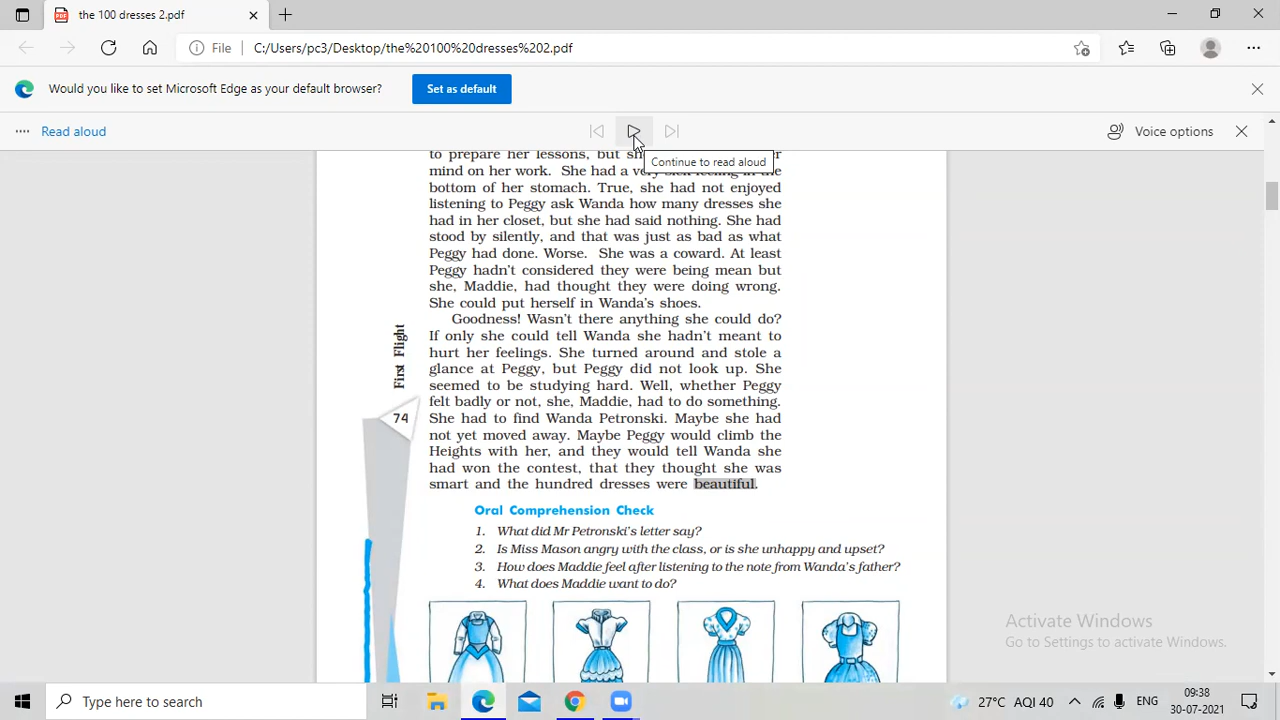 the 100 dresses 2.pdf
File C:/Users/pc3/Desktop/the%20100%20dresses%202.pdf
Would you like to set Microsoft Edge as your default browser? Set as default
Read aloud
Voice options
Continue to read aloud
to prepare her lessons, but sh
mind on her work. She had a very sick feeling in the
bottom of her stomach. True, she had not enjoyed
listening to Peggy ask Wanda how many dresses she
had in her closet, but she had said nothing. She had
stood by silently, and that was just as bad as what
Peggy had done. Worse. She was a coward. At least
Peggy hadn't considered they were being mean but
she, Maddie, had thought they were doing wrong.
She could put herself in Wanda's shoes.
Goodness! Wasn't there anything she could do?
If only she could tell Wanda she hadn't meant to
hurt her feelings. She turned around and stole a
glance at Peggy, but Peggy did not look up. She
seemed to be studying hard. Well, whether Peggy
felt badly or not, she, Maddie, had to do something.
She had to find Wanda Petronski. Maybe she had
not yet moved away. Maybe Peggy would climb the
Heights with her, and they would tell Wanda she
had won the contest, that they thought she was
smart and the hundred dresses were beautiful.
First Flight
74
Oral Comprehension Check
1. What did Mr Petronski's letter say?
2. Is Miss Mason angry with the class, or is she unhappy and upset?
3. How does Maddie feel after listening to the note from Wanda's father?
4. What does Maddie want to do?
Activate Windows
Go to Settings to activate Windows.
Type here to search
27°C AQI 40
ENG
09:38
30-07-2021